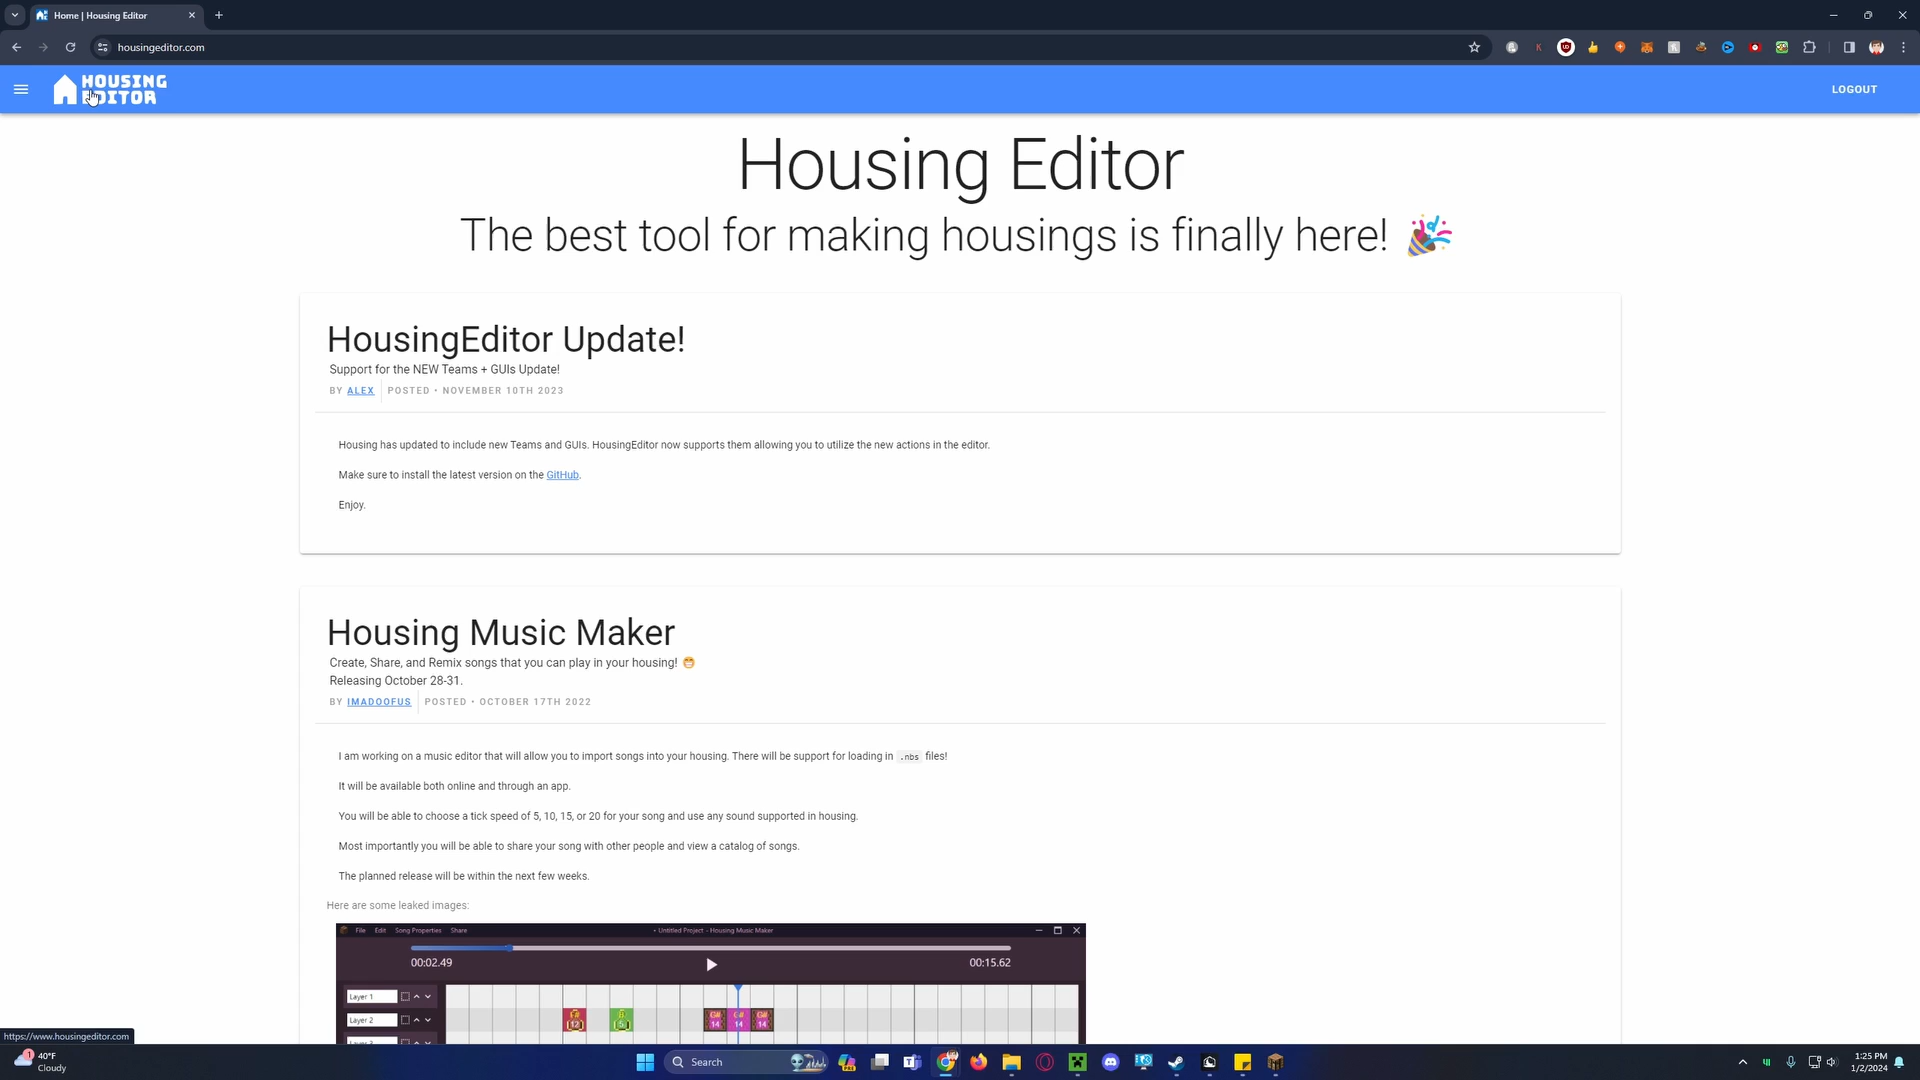 Home | Housing Editor
housingeditor.com
HOUSING
EDITOR
LOGOUT
Housing Editor
The best tool for making housings is finally here! 🎉
HousingEditor Update!
Support for the NEW Teams + GUIs Update!
BY ALEX POSTED • NOVEMBER 10TH 2023
Housing has updated to include new Teams and GUIs. HousingEditor now supports them allowing you to utilize the new actions in the editor.
Make sure to install the latest version on the GitHub.
Enjoy.
Housing Music Maker
Create, Share, and Remix songs that you can play in your housing! 😁
Releasing October 28-31.
BY IMADOOFUS POSTED • OCTOBER 17TH 2022
I am working on a music editor that will allow you to import songs into your housing. There will be support for loading in .nbs files!
It will be available both online and through an app.
You will be able to choose a tick speed of 5, 10, 15, or 20 for your song and use any sound supported in housing.
Most importantly you will be able to share your song with other people and view a catalog of songs.
The planned release will be within the next few weeks.
Here are some leaked images:
File Edit Song Properties Share • Untitled Project - Housing Music Maker
00:02.49 00:15.62
Layer 1
Layer 2
https://www.housingeditor.com
40°F
Cloudy
Search
1:25 PM
1/2/2024